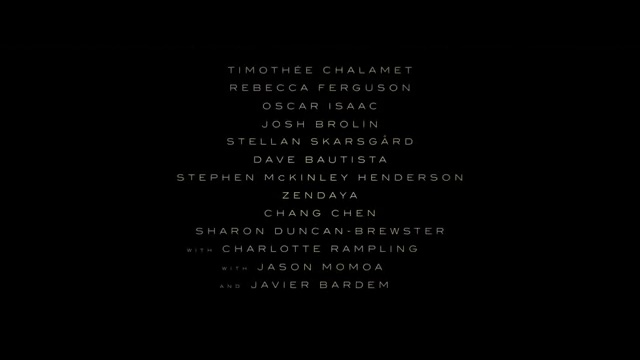 TIMOTHÉE CHALAMET
REBECCA FERGUSON
OSCAR ISAAC
JOSH BROLIN
STELLAN SKARSGÅRD
DAVE BAUTISTA
STEPHEN McKINLEY HENDERSON
ZENDAYA
CHANG CHEN
SHARON DUNCAN-BREWSTER
WITH CHARLOTTE RAMPLING
WITH JASON MOMOA
AND JAVIER BARDEM